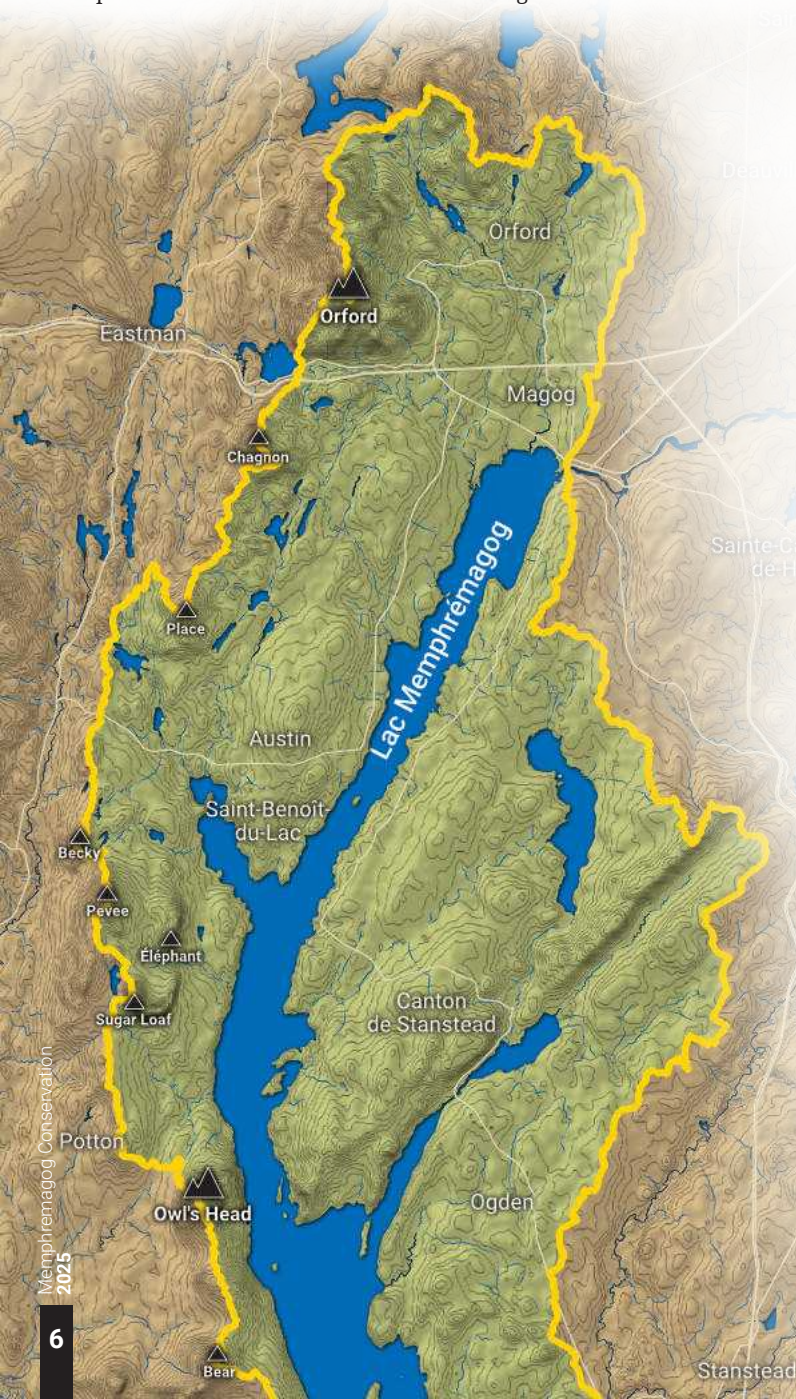 Orford
Orford
Eastman
Magog
Chagnon
Lac Memphrémagog
Place
Austin
Saint-Benoît-
du-Lac
Becky
Pevee
Éléphant
Sugar Loaf
Canton
de Stanstead
Potton
Owl's Head
Ogden
Bear
Stanstead
Memphremagog Conservation
2025
6